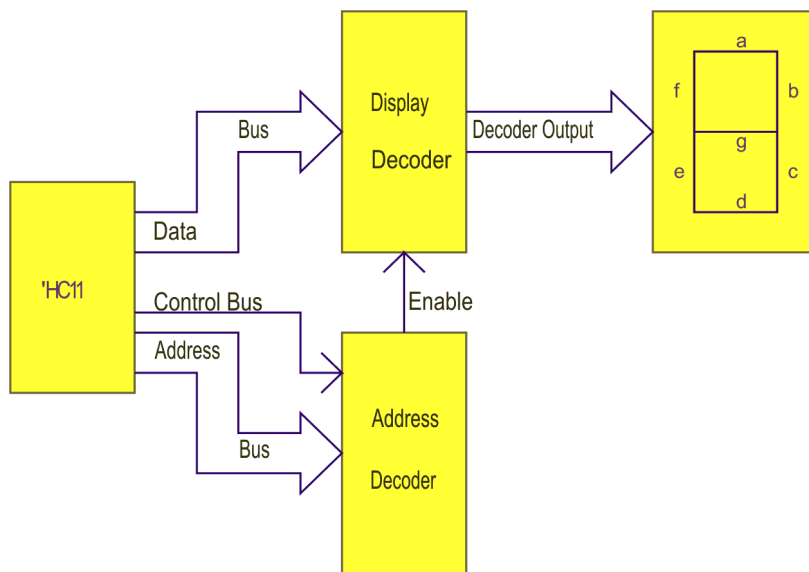 'HC11
Data
Bus
Control Bus
Address
Bus
Display
Decoder
Enable
Address
Decoder
Decoder Output
a
f
b
g
e
c
d